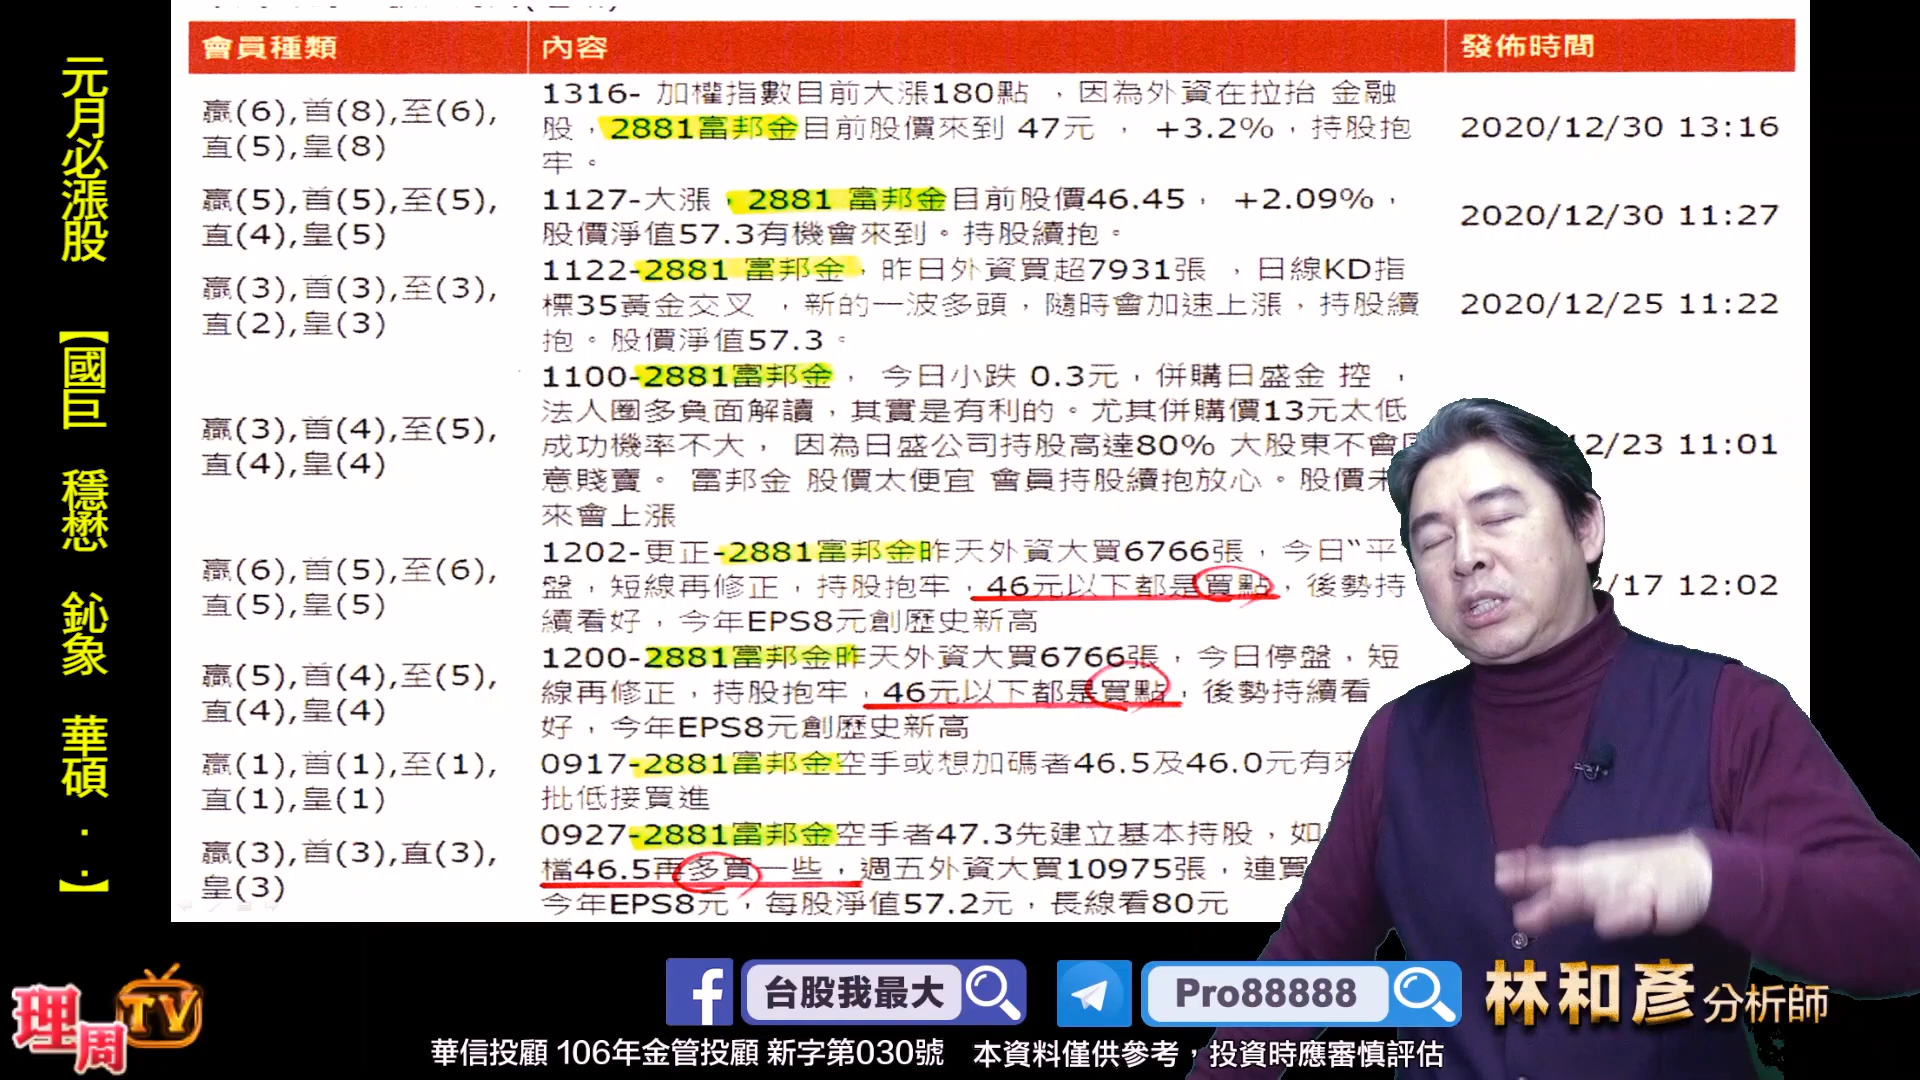 元月必漲股 【國巨 穩懋 鈊象 華碩..】
會員種類 內容 發佈時間
贏(6),首(8),至(6),
直(5),皇(8)
1316- 加權指數目前大漲180點 ，因為外資在拉抬 金融
股，2881富邦金目前股價來到 47元 ， +3.2%，持股抱
牢。
2020/12/30 13:16
贏(5),首(5),至(5),
直(4),皇(5)
1127-大漲，2881 富邦金目前股價46.45， +2.09%，
股價淨值57.3有機會來到。持股續抱。
2020/12/30 11:27
贏(3),首(3),至(3),
直(2),皇(3)
1122-2881 富邦金，昨日外資買超7931張 ，日線KD指
標35黃金交叉 ，新的一波多頭，隨時會加速上漲，持股續
抱。股價淨值57.3。
2020/12/25 11:22
贏(3),首(4),至(5),
直(4),皇(4)
1100-2881富邦金， 今日小跌 0.3元，併購日盛金 控 ，
法人圈多負面解讀，其實是有利的。尤其併購價13元太低
成功機率不大， 因為日盛公司持股高達80% 大股東不會
意賤賣。 富邦金 股價太便宜 會員持股續抱放心。股價未
來會上漲
12/23 11:01
贏(6),首(5),至(6),
直(5),皇(5)
1202-更正-2881富邦金昨天外資大買6766張，今日“平
盤，短線再修正，持股抱牢，46元以下都是買點，後勢持
續看好，今年EPS8元創歷史新高
/17 12:02
贏(5),首(4),至(5),
直(4),皇(4)
1200-2881富邦金昨天外資大買6766張，今日停盤，短
線再修正，持股抱牢，46元以下都是買點，後勢持續看
好，今年EPS8元創歷史新高
贏(1),首(1),至(1),
直(1),皇(1)
0917-2881富邦金空手或想加碼者46.5及46.0元有來
批低接買進
贏(3),首(3),直(3),
皇(3)
0927-2881富邦金空手者47.3先建立基本持股，如
檔46.5再多買一些，週五外資大買10975張，連買
今年EPS8元，每股淨值57.2元，長線看80元
理周TV
f 台股我最大 Pro88888 林和彥分析師
華信投顧 106年金管投顧 新字第030號 本資料僅供參考，投資時應審慎評估